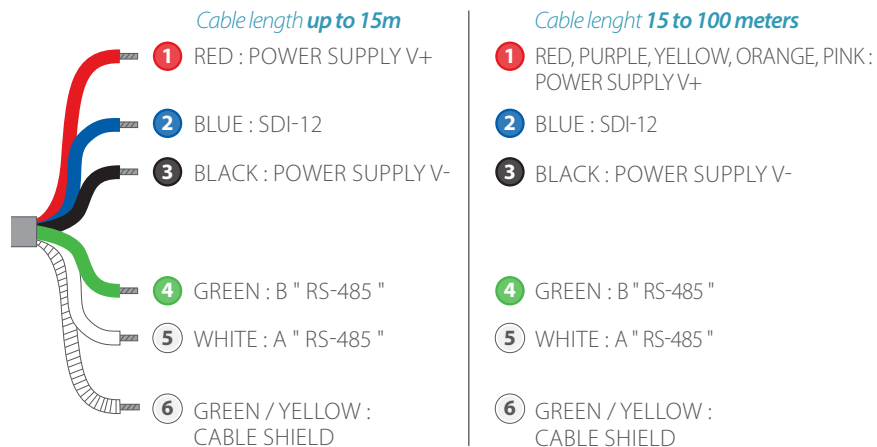 Cable length up to 15m
1 RED : POWER SUPPLY V+
2 BLUE : SDI-12
3 BLACK : POWER SUPPLY V-
4 GREEN : B " RS-485 "
5 WHITE : A " RS-485 "
6 GREEN / YELLOW :
CABLE SHIELD
Cable lenght 15 to 100 meters
1 RED, PURPLE, YELLOW, ORANGE, PINK :
POWER SUPPLY V+
2 BLUE : SDI-12
3 BLACK : POWER SUPPLY V-
4 GREEN : B " RS-485 "
5 WHITE : A " RS-485 "
6 GREEN / YELLOW :
CABLE SHIELD